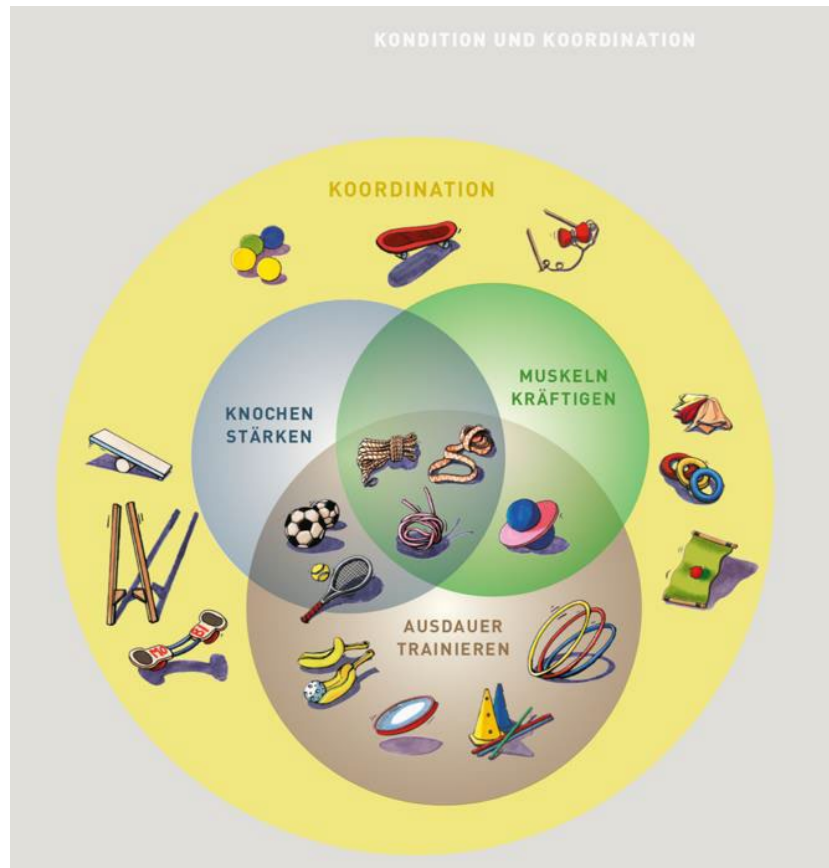 KONDITION UND KOORDINATION
KOORDINATION
MUSKELN
KRÄFTIGEN
KNOCHEN
STÄRKEN
AUSDAUER
TRAINIEREN